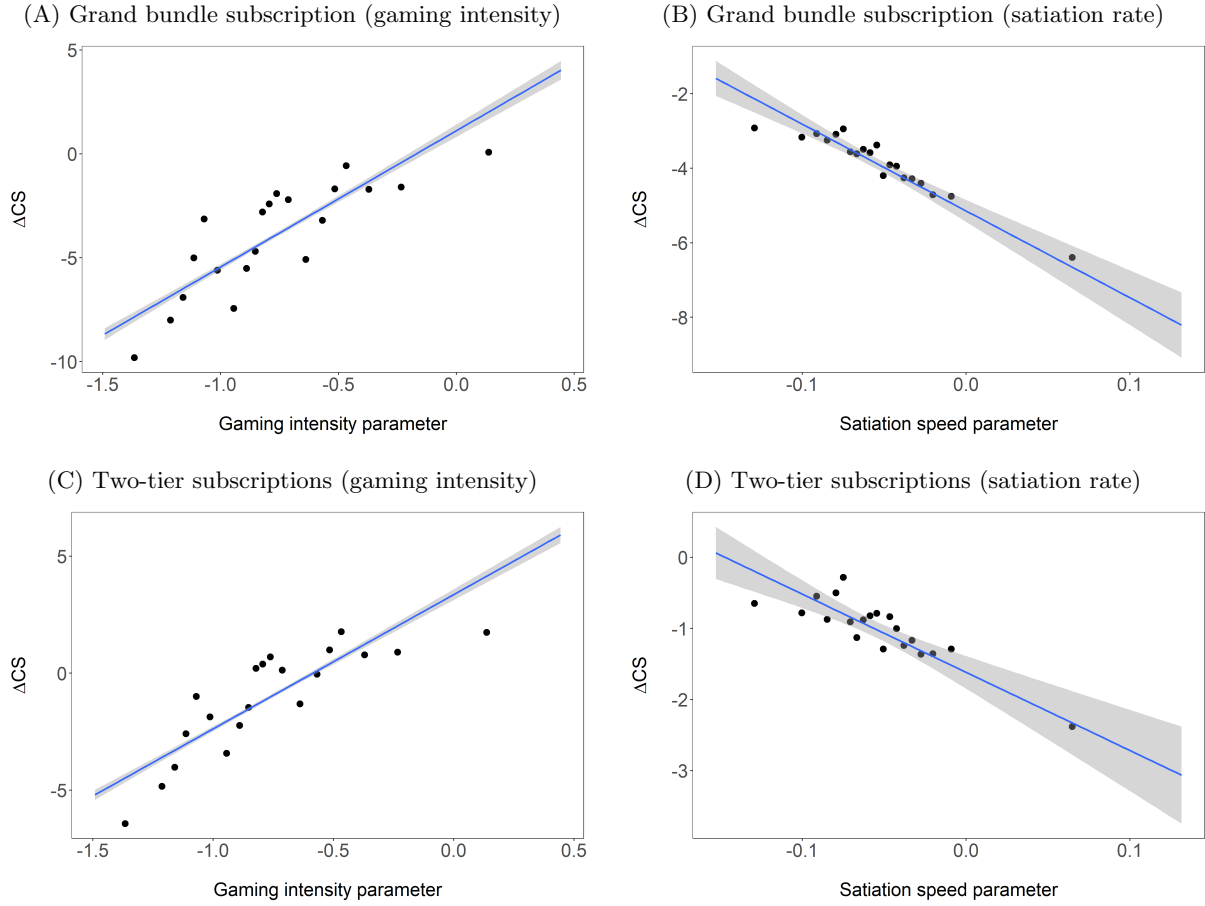 (A) Grand bundle subscription (gaming intensity)
5
0
-5
-10
ΔCS
-1.5 -1.0 -0.5 0.0 0.5
Gaming intensity parameter
(B) Grand bundle subscription (satiation rate)
-2
-4
-6
-8
ΔCS
-0.1 0.0 0.1
Satiation speed parameter
(C) Two-tier subscriptions (gaming intensity)
5
0
-5
ΔCS
-1.5 -1.0 -0.5 0.0 0.5
Gaming intensity parameter
(D) Two-tier subscriptions (satiation rate)
0
-1
-2
-3
ΔCS
-0.1 0.0 0.1
Satiation speed parameter